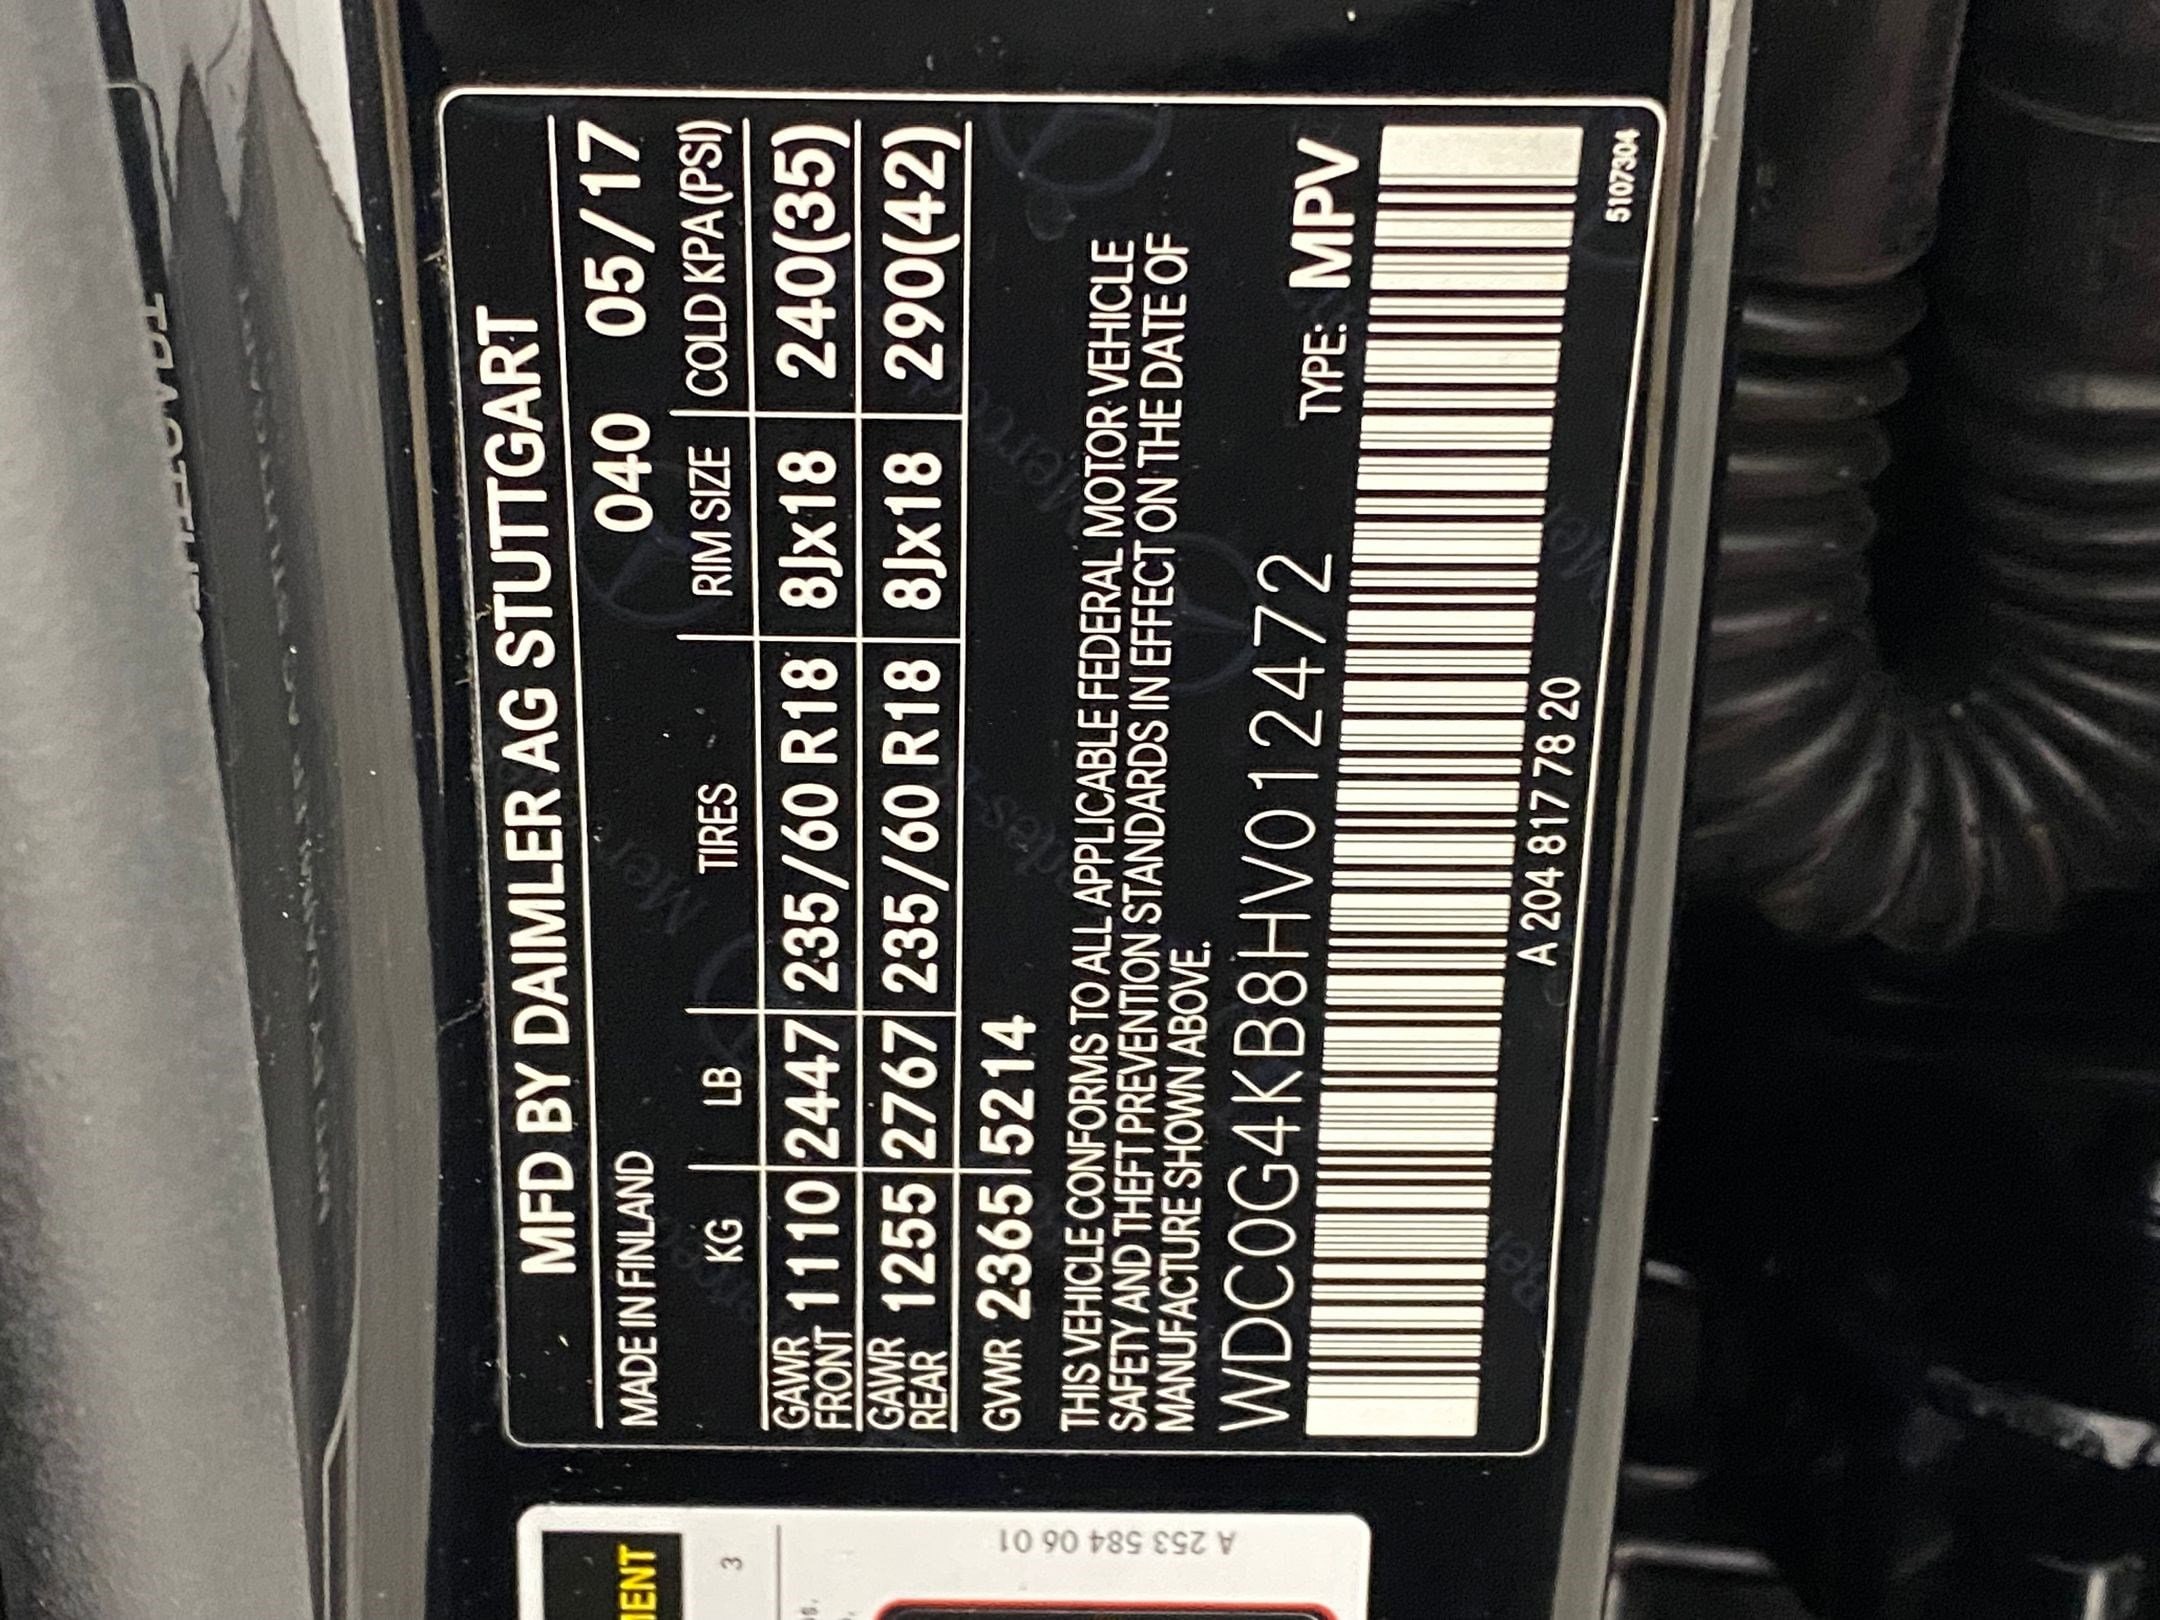 MFD BY DAIMLER AG STUTTGART
MADE IN FINLAND 040 05/17
KG LB TIRES RIM SIZE COLD KPA (PSI)
GAWR FRONT 1110 2447 235/60 R18 8Jx18 240(35)
GAWR REAR 1255 2767 235/60 R18 8Jx18 290(42)
GVWR 2365 5214
THIS VEHICLE CONFORMS TO ALL APPLICABLE FEDERAL MOTOR VEHICLE
SAFETY AND THEFT PREVENTION STANDARDS IN EFFECT ON THE DATE OF
MANUFACTURE SHOWN ABOVE.
WDC0G4KB8HV012472 TYPE: MPV
A 204 817 78 20
5107304
3
A 253 584 06 01